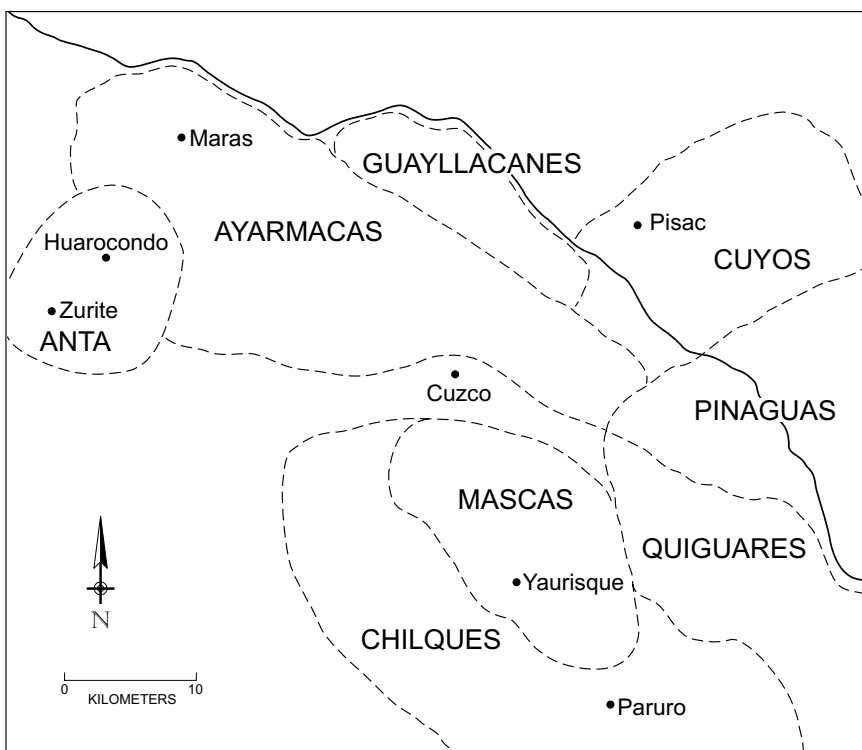 Maras
GUAYLLACANES
Pisac
AYARMACAS
Huarocondo
CUYOS
Zurite
ANTA
Cuzco
PINAGUAS
MASCAS
QUIGUARES
Yaurisque
CHILQUES
N
0 10
KILOMETERS
Paruro